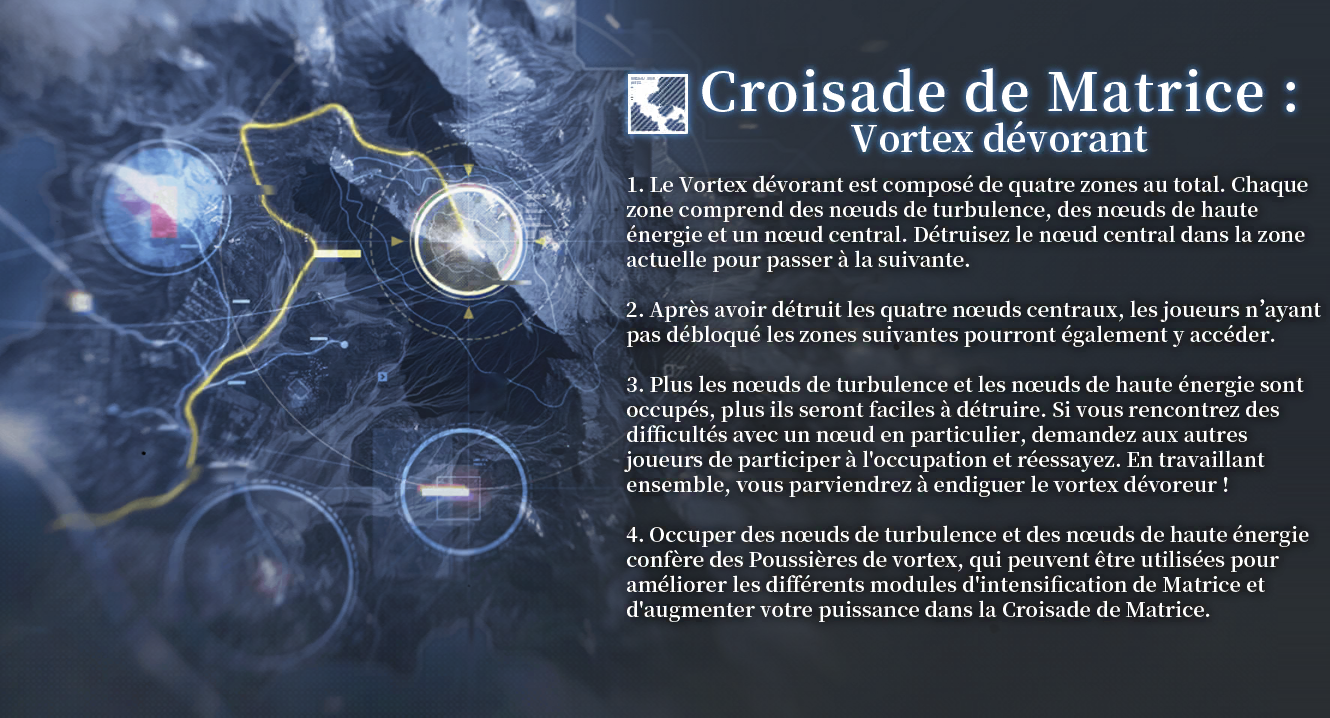 Croisade de Matrice :
Vortex dévorant
1. Le Vortex dévorant est composé de quatre zones au total. Chaque
zone comprend des nœuds de turbulence, des nœuds de haute
énergie et un nœud central. Détruisez le nœud central dans la zone
actuelle pour passer à la suivante.
2. Après avoir détruit les quatre nœuds centraux, les joueurs n’ayant
pas débloqué les zones suivantes pourront également y accéder.
3. Plus les nœuds de turbulence et les nœuds de haute énergie sont
occupés, plus ils seront faciles à détruire. Si vous rencontrez des
difficultés avec un nœud en particulier, demandez aux autres
joueurs de participer à l'occupation et réessayez. En travaillant
ensemble, vous parviendrez à endiguer le vortex dévoreur !
4. Occuper des nœuds de turbulence et des nœuds de haute énergie
confère des Poussières de vortex, qui peuvent être utilisées pour
améliorer les différents modules d'intensification de Matrice et
d'augmenter votre puissance dans la Croisade de Matrice.